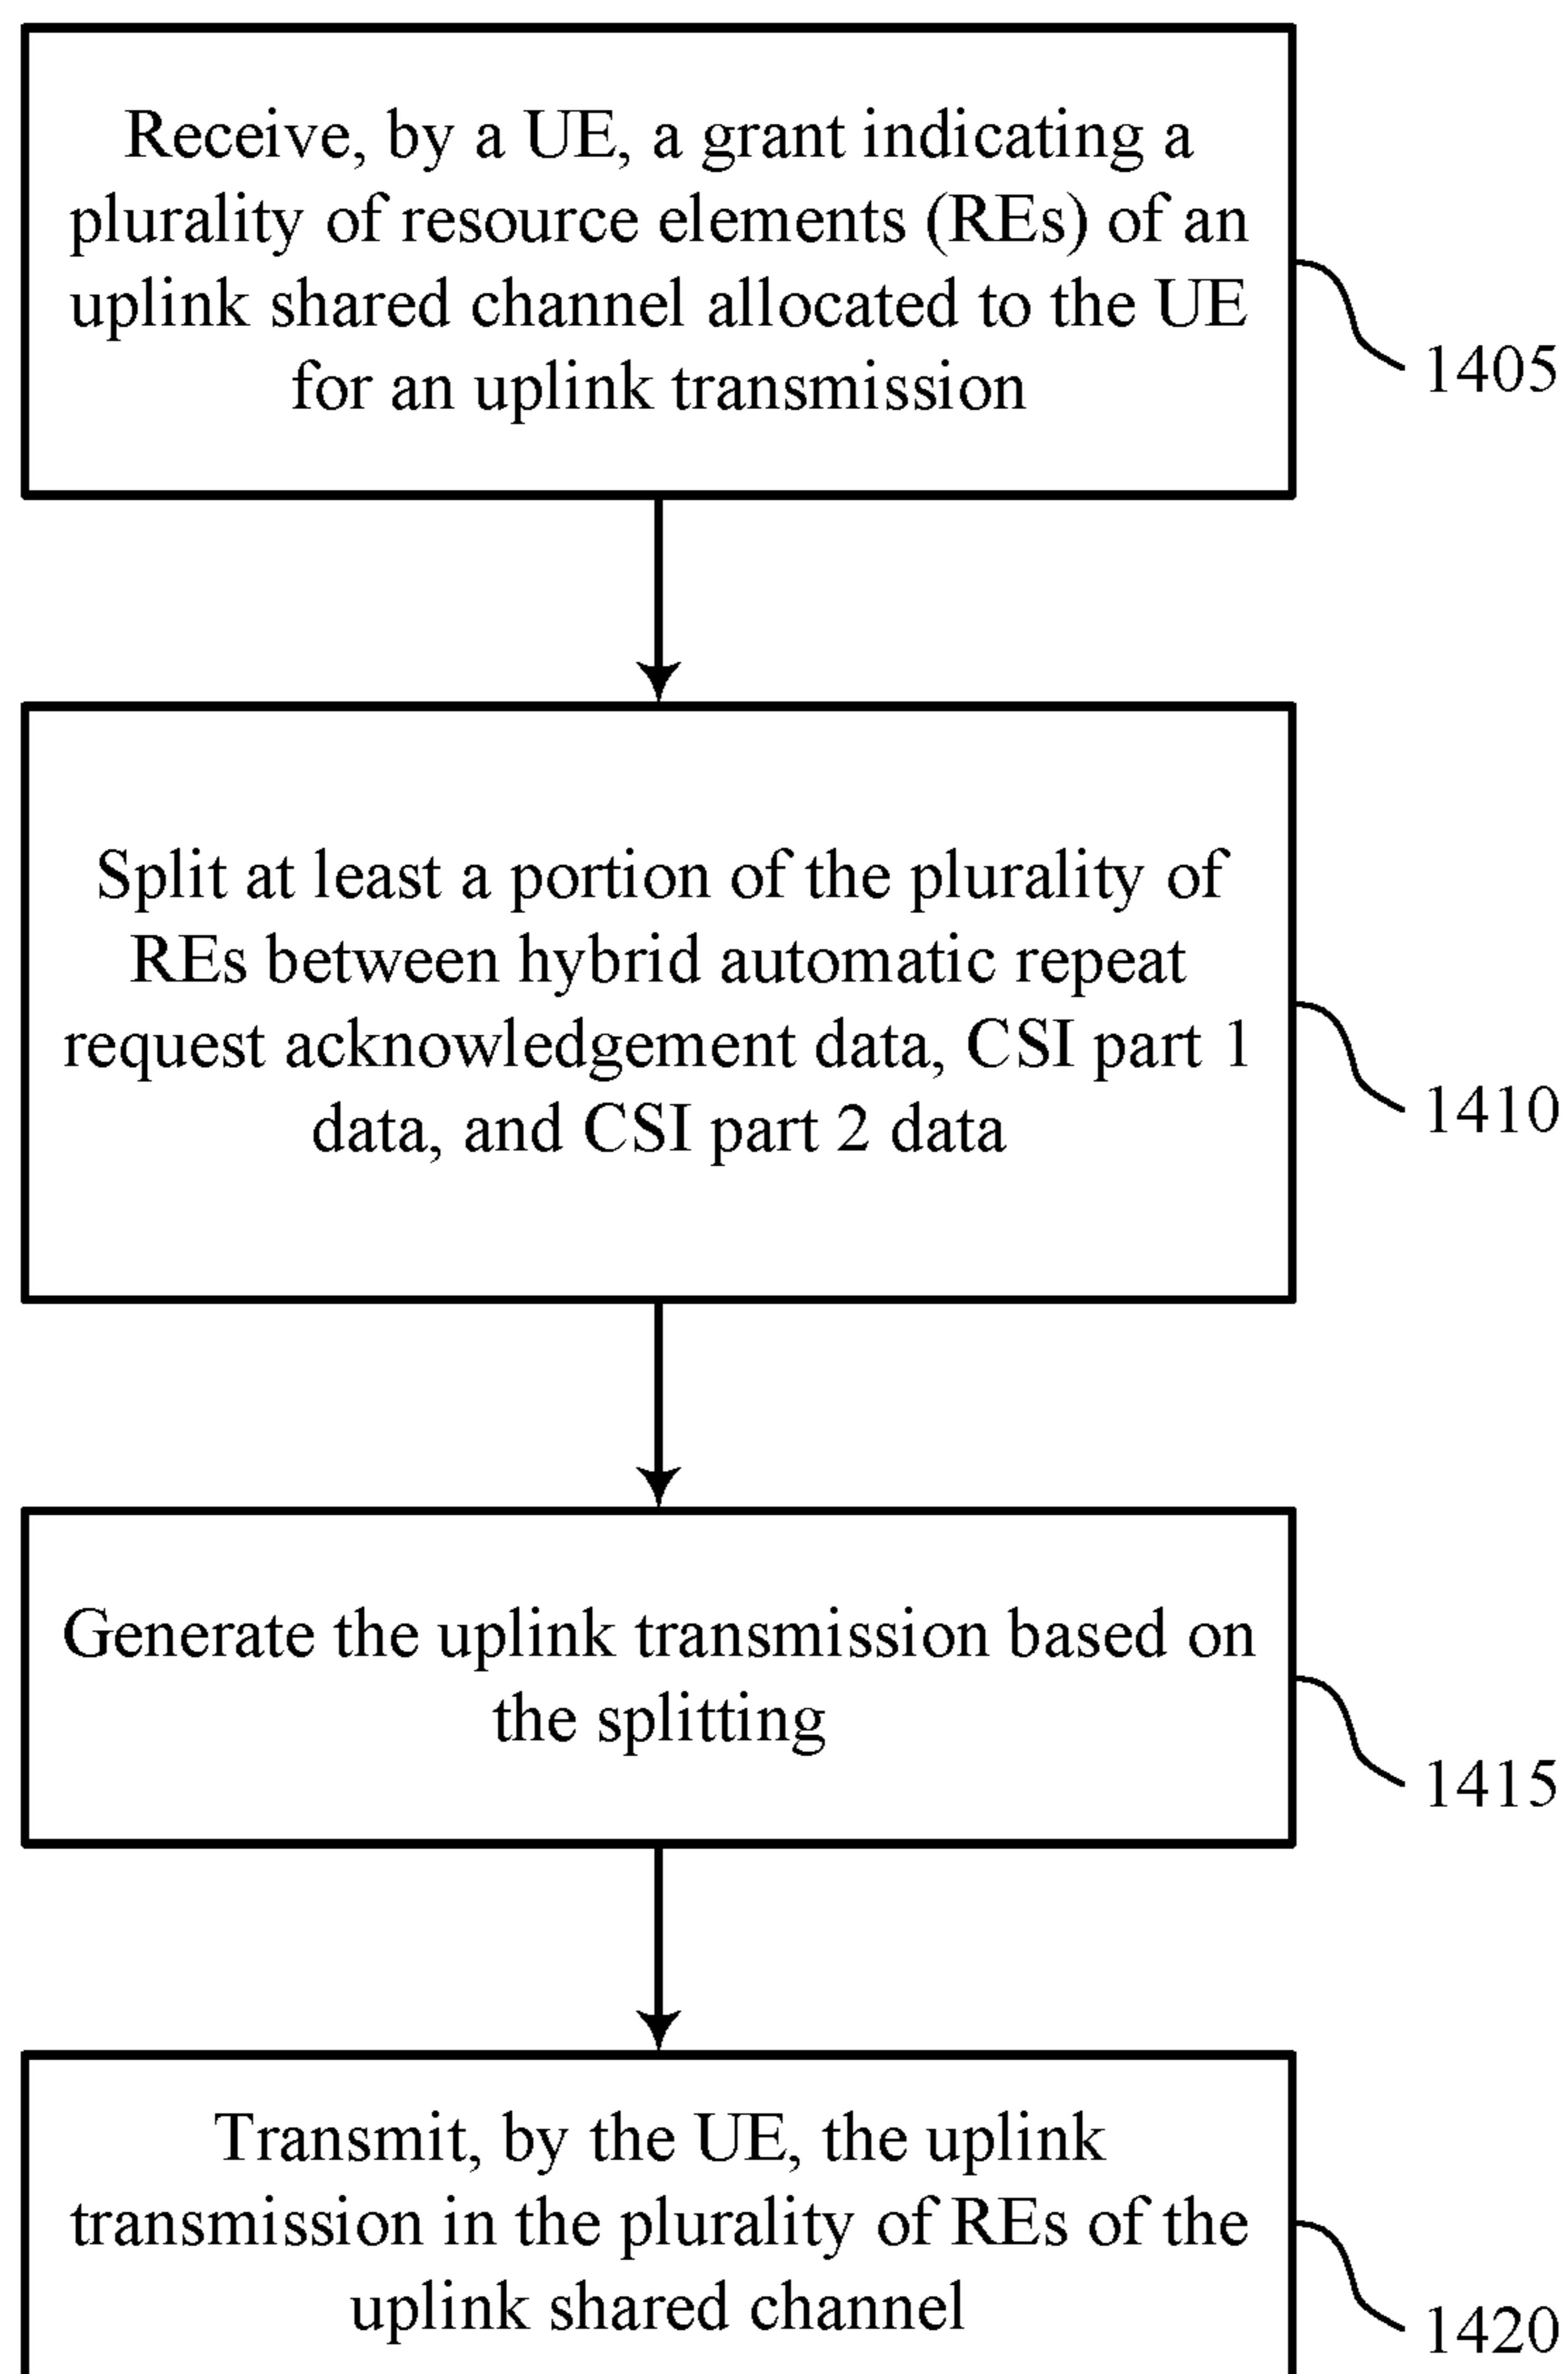 Receive, by a UE, a grant indicating a
plurality of resource elements (REs) of an
uplink shared channel allocated to the UE
for an uplink transmission
1405
Split at least a portion of the plurality of
REs between hybrid automatic repeat
request acknowledgement data, CSI part 1
data, and CSI part 2 data
1410
Generate the uplink transmission based on
the splitting
1415
Transmit, by the UE, the uplink
transmission in the plurality of REs of the
uplink shared channel
1420